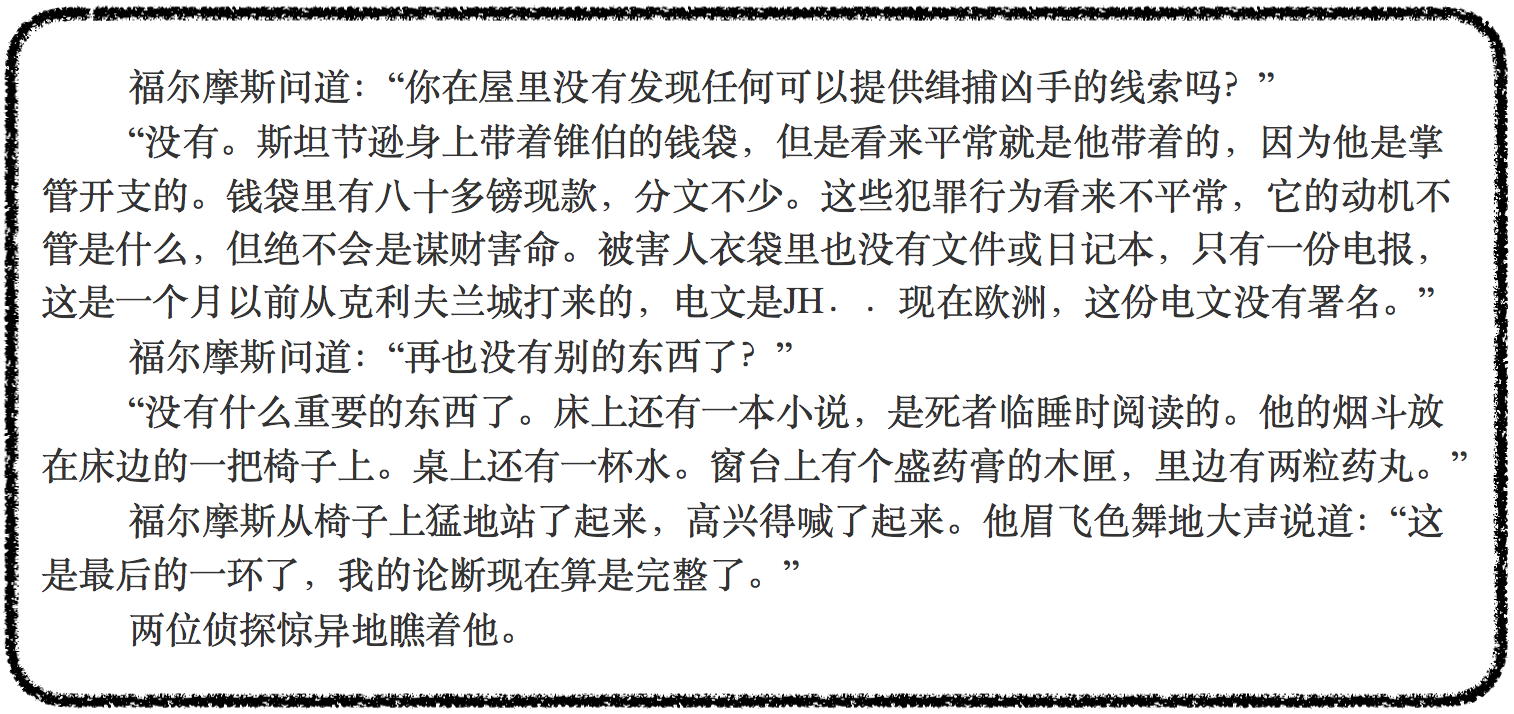 福尔摩斯问道：“你在屋里没有发现任何可以提供缉捕凶手的线索吗？”
“没有。斯坦节逊身上带着锥伯的钱袋，但是看来平常就是他带着的，因为他是掌
管开支的。钱袋里有八十多镑现款，分文不少。这些犯罪行为看来不平常，它的动机不
管是什么，但绝不会是谋财害命。被害人衣袋里也没有文件或日记本，只有一份电报，
这是一个月以前从克利夫兰城打来的，电文是JH．．现在欧洲，这份电文没有署名。”
福尔摩斯问道：“再也没有别的东西了？”
“没有什么重要的东西了。床上还有一本小说，是死者临睡时阅读的。他的烟斗放
在床边的一把椅子上。桌上还有一杯水。窗台上有个盛药膏的木匣，里边有两粒药丸。”
福尔摩斯从椅子上猛地站了起来，高兴得喊了起来。他眉飞色舞地大声说道：“这
是最后的一环了，我的论断现在算是完整了。”
两位侦探惊异地瞧着他。